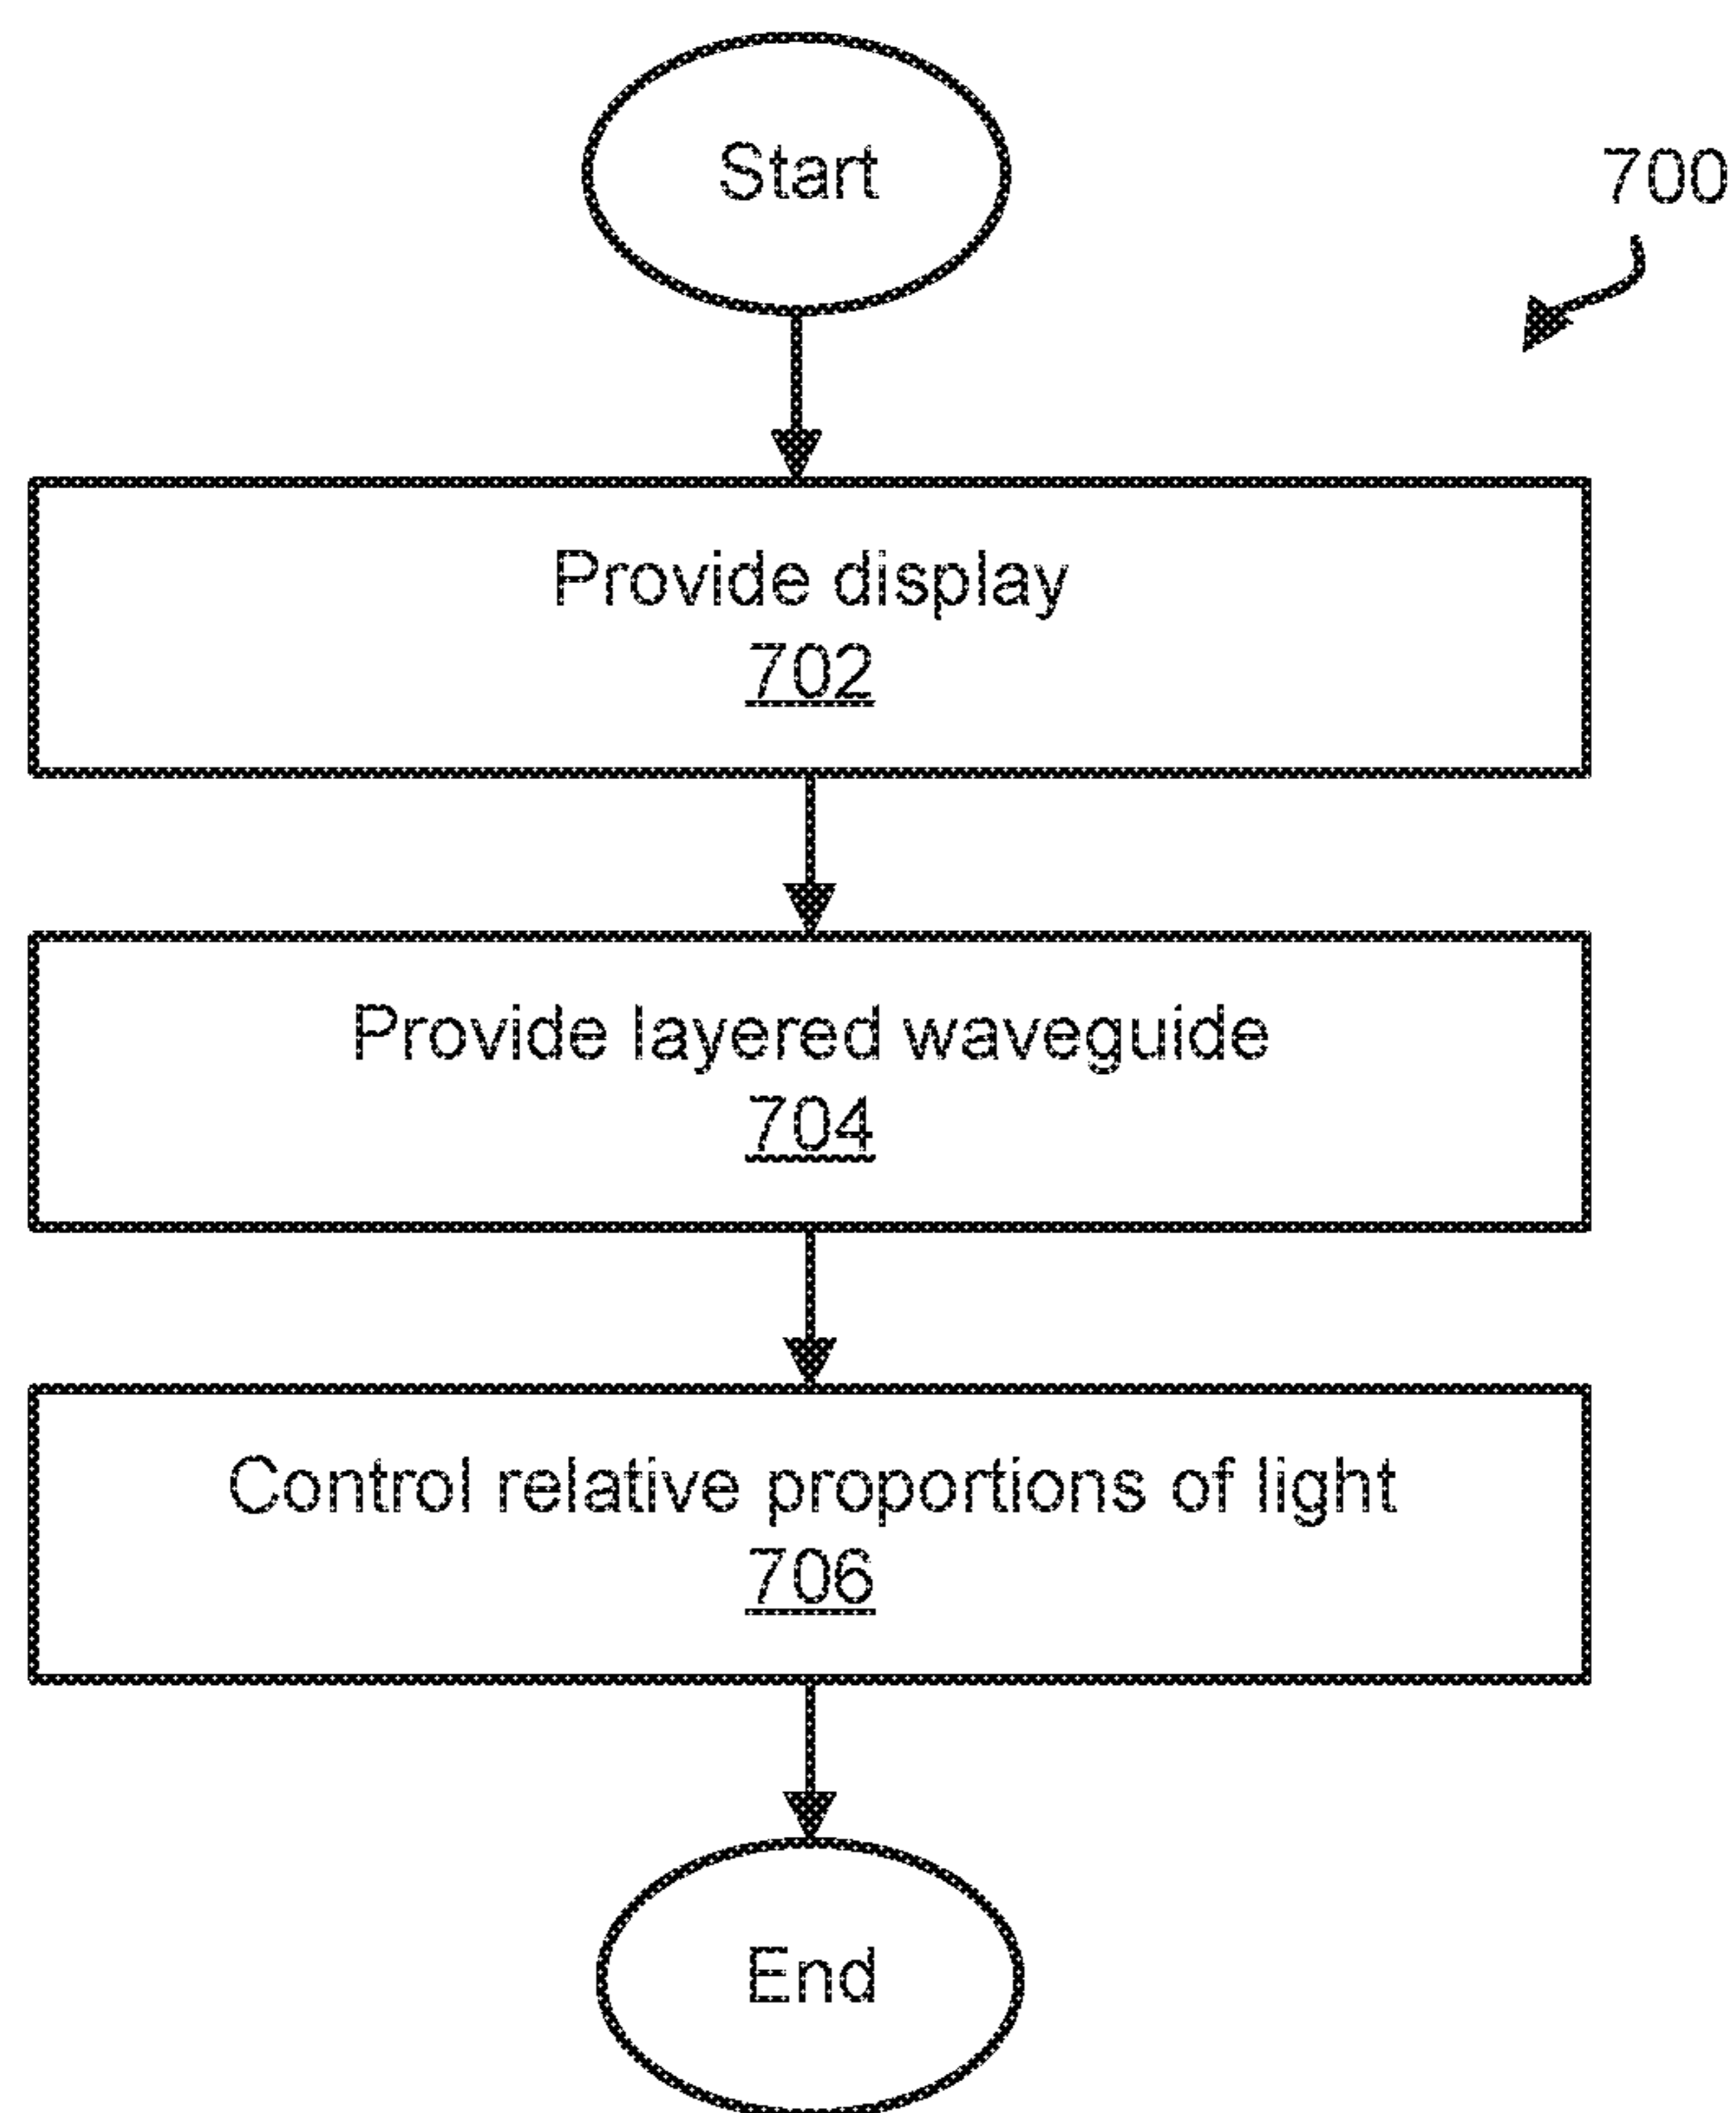 Start
700
Provide display
702
Provide layered waveguide
704
Control relative proportions of light
706
End